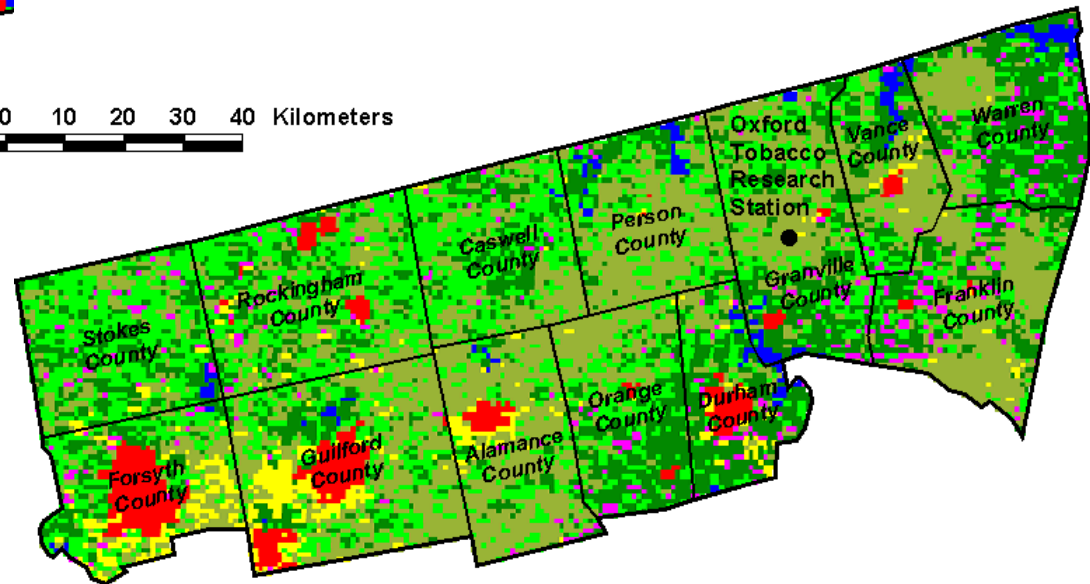 0 10 20 30 40 Kilometers
Oxford
Tobacco
Research
Station
Vance
County
Warren
County
Person
County
Caswell
County
Granville
County
Franklin
County
Rockingham
County
Stokes
County
Orange
County
Durham
County
Guilford
County
Alamance
County
Forsyth
County